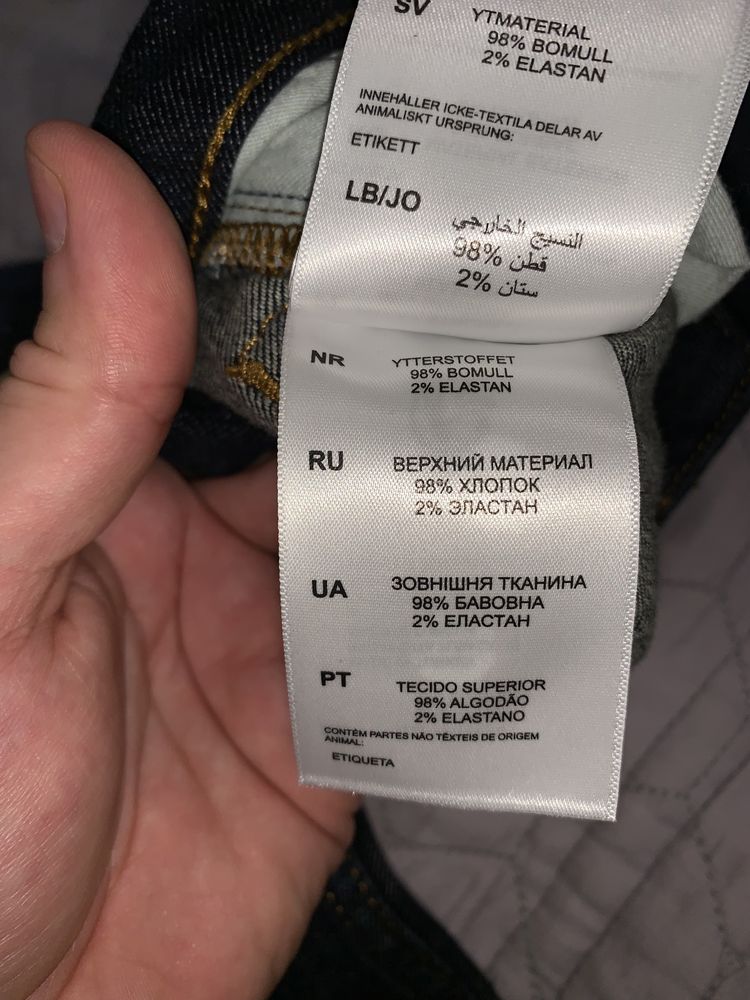 SV
YTMATERIAL
98% BOMULL
2% ELASTAN
INNEHÅLLER ICKE-TEXTILA DELAR AV
ANIMALISKT URSPRUNG:
ETIKETT
LB/JO
النسيج الخارجي
98% قطن
2% ستان
NR
YTTERSTOFFET
98% BOMULL
2% ELASTAN
RU
ВЕРХНИЙ МАТЕРИАЛ
98% ХЛОПОК
2% ЭЛАСТАН
UA
ЗОВНІШНЯ ТКАНИНА
98% БАВОВНА
2% ЕЛАСТАН
PT
TECIDO SUPERIOR
98% ALGODÃO
2% ELASTANO
CONTÉM PARTES NÃO TÊXTEIS DE ORIGEM
ANIMAL:
ETIQUETA